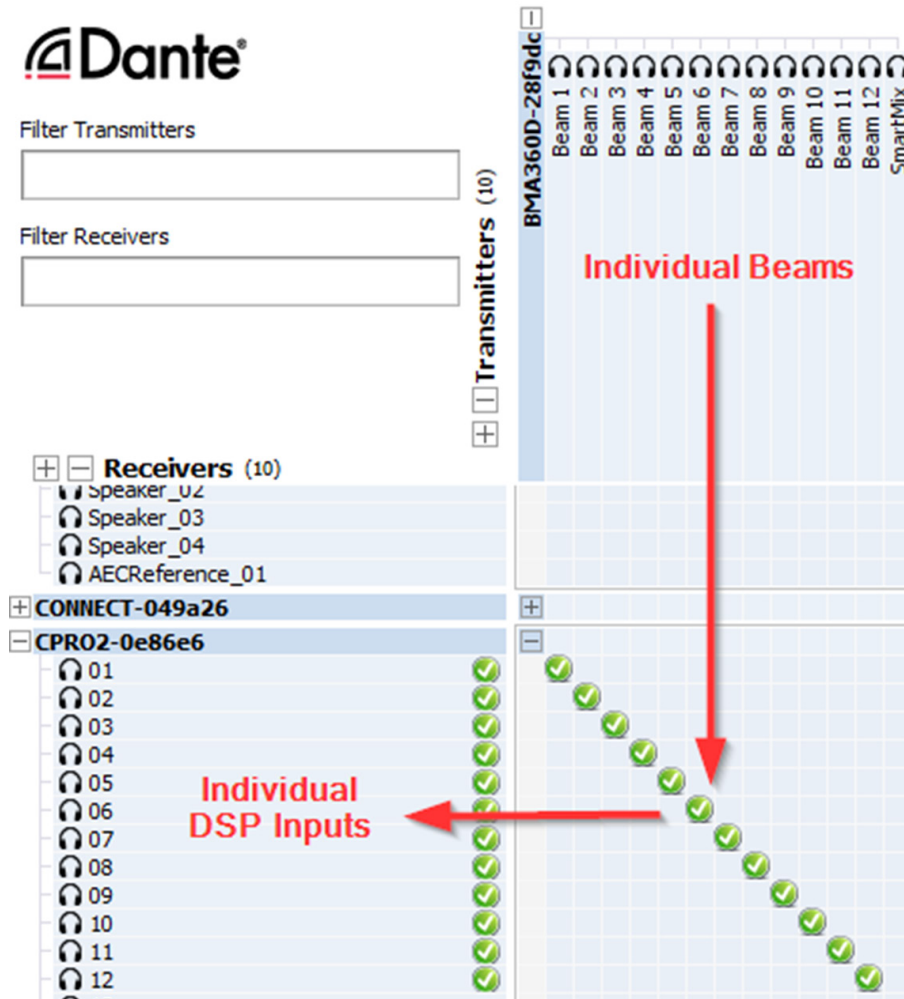 Dante®
Filter Transmitters
Filter Receivers
Transmitters (10)
BMA360D-28f9dc
Beam 1
Beam 2
Beam 3
Beam 4
Beam 5
Beam 6
Beam 7
Beam 8
Beam 9
Beam 10
Beam 11
Beam 12
SmartMix
Individual Beams
Receivers (10)
Speaker_02
Speaker_03
Speaker_04
AECReference_01
CONNECT-049a26
CPRO2-0e86e6
01
02
03
04
05
06
07
08
09
10
11
12
Individual
DSP Inputs